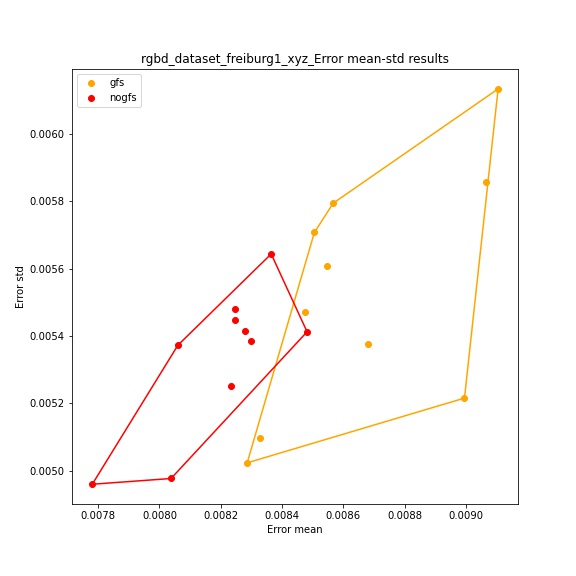 rgbd_dataset_freiburg1_xyz_Error mean-std results
gfs
nogfs
0.0060
0.0058
0.0056
0.0054
0.0052
0.0050
Error std
0.0078 0.0080 0.0082 0.0084 0.0086 0.0088 0.0090
Error mean